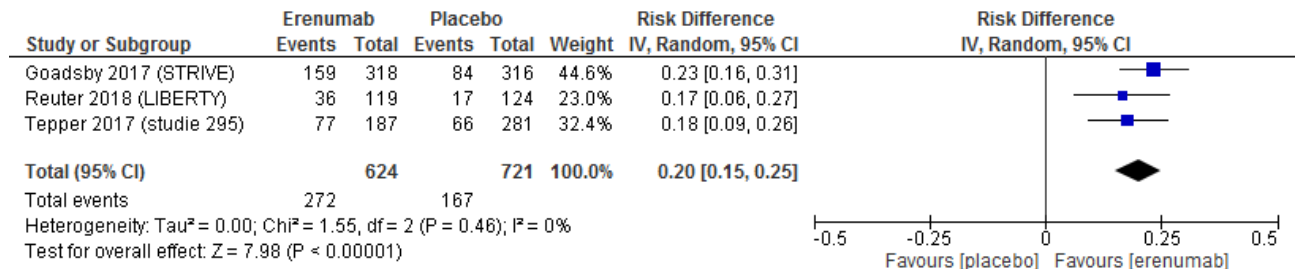 Erenumab Placebo Risk Difference Risk Difference
Study or Subgroup Events Total Events Total Weight IV, Random, 95% CI IV, Random, 95% CI
Goadsby 2017 (STRIVE) 159 318 84 316 44.6% 0.23 [0.16, 0.31]
Reuter 2018 (LIBERTY) 36 119 17 124 23.0% 0.17 [0.06, 0.27]
Tepper 2017 (studie 295) 77 187 66 281 32.4% 0.18 [0.09, 0.26]
Total (95% CI) 624 721 100.0% 0.20 [0.15, 0.25]
Total events 272 167
Heterogeneity: Tau² = 0.00; Chi² = 1.55, df = 2 (P = 0.46); I² = 0%
Test for overall effect: Z = 7.98 (P < 0.00001)
-0.5 -0.25 0 0.25 0.5
Favours [placebo] Favours [erenumab]